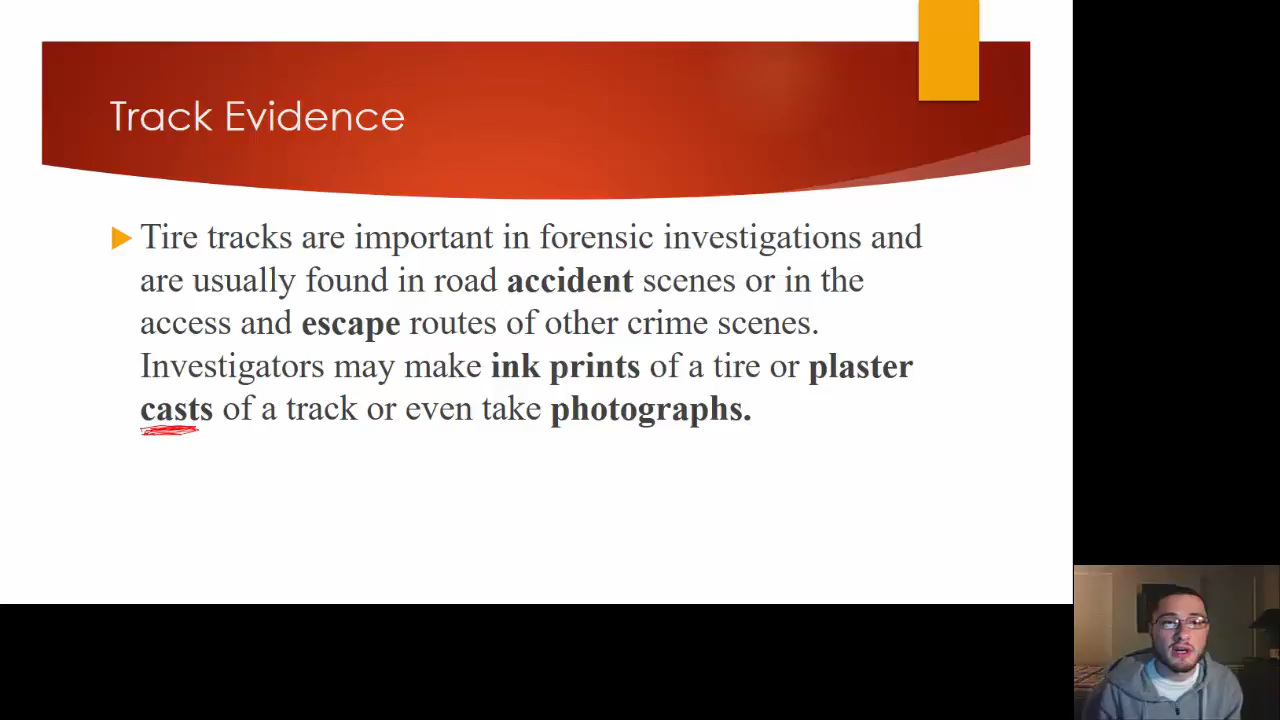 Track Evidence
Tire tracks are important in forensic investigations and
are usually found in road accident scenes or in the
access and escape routes of other crime scenes.
Investigators may make ink prints of a tire or plaster
casts of a track or even take photographs.